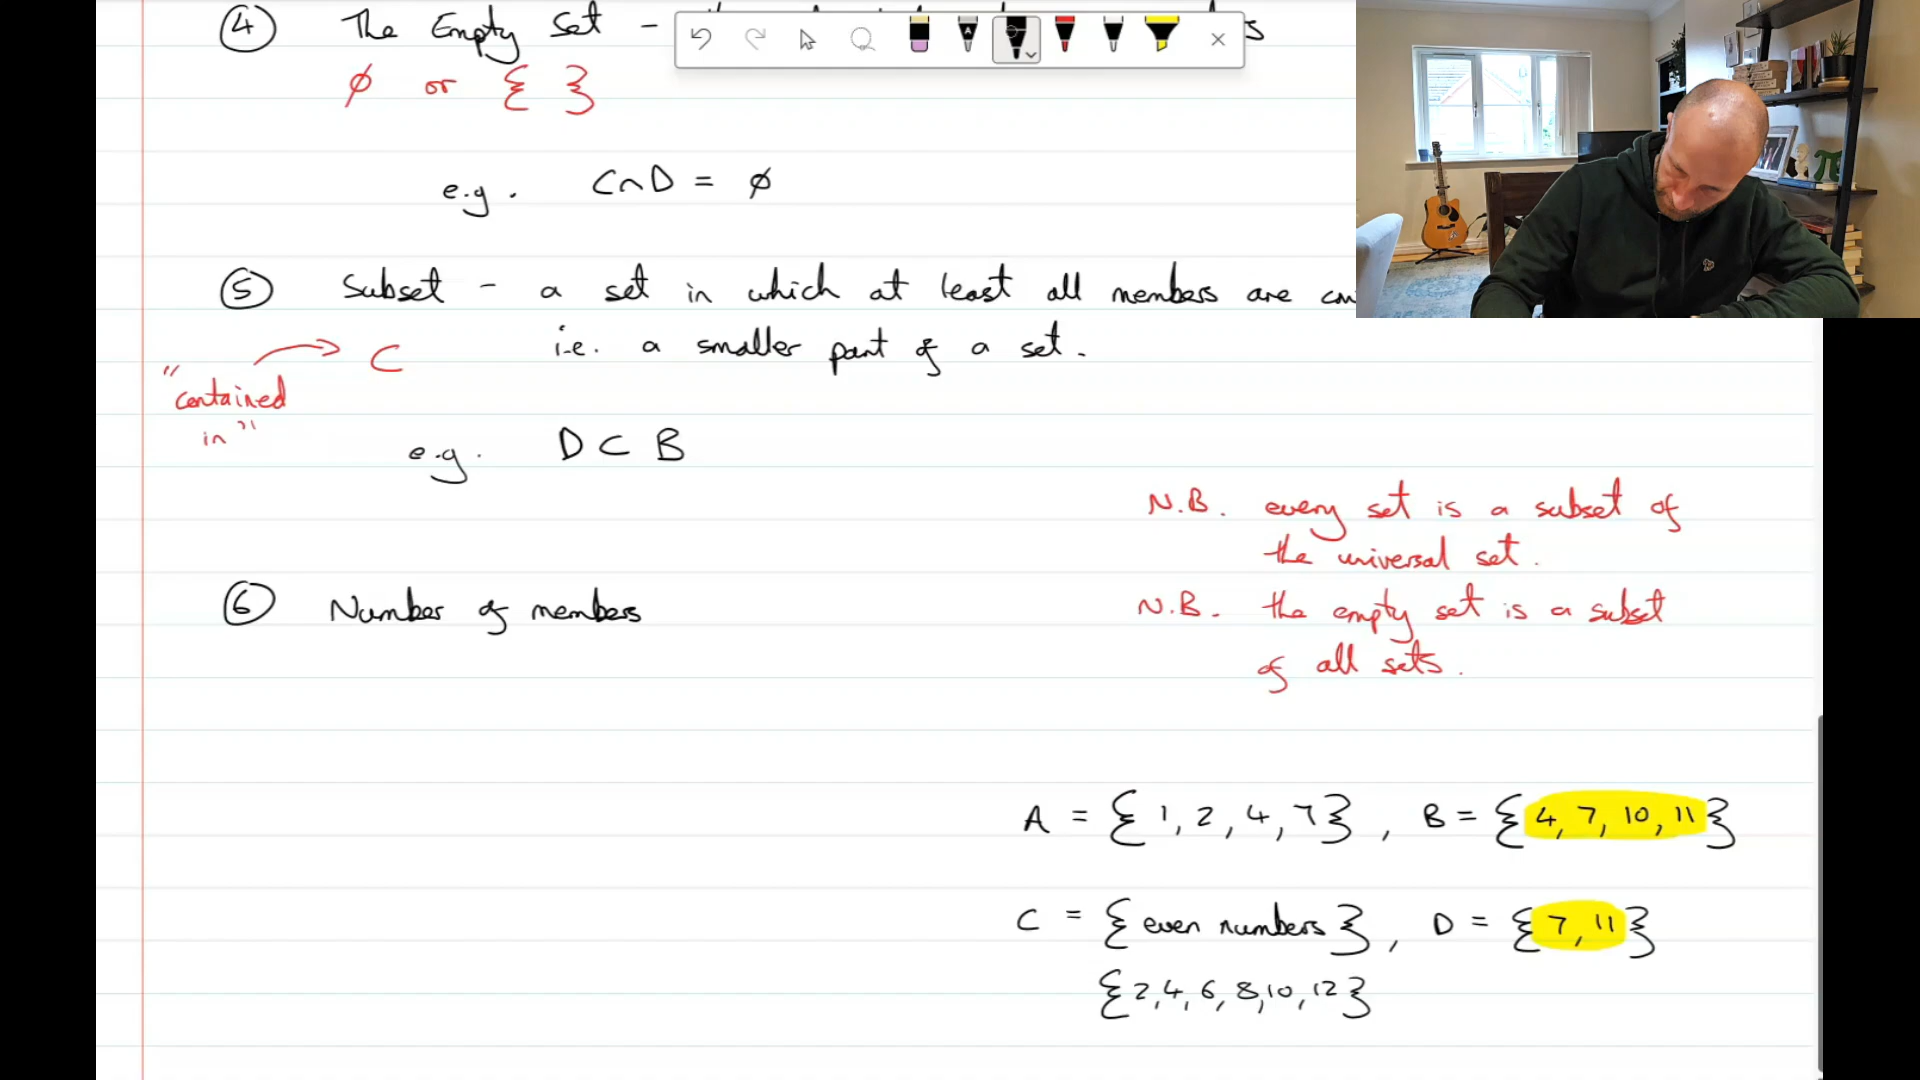 ④ The Empty Set -
∅ or { }
e.g. C∩D = ∅
⑤ Subset - a set in which at least all members are
i.e. a smaller part of a set.
"contained in" → ⊂
e.g. D ⊂ B
N.B. every set is a subset of
the universal set.
⑥ Number of members
N.B. the empty set is a subset
of all sets.
A = {1, 2, 4, 7} , B = {4, 7, 10, 11}
C = {even numbers} , D = {7, 11}
{2, 4, 6, 8, 10, 12}